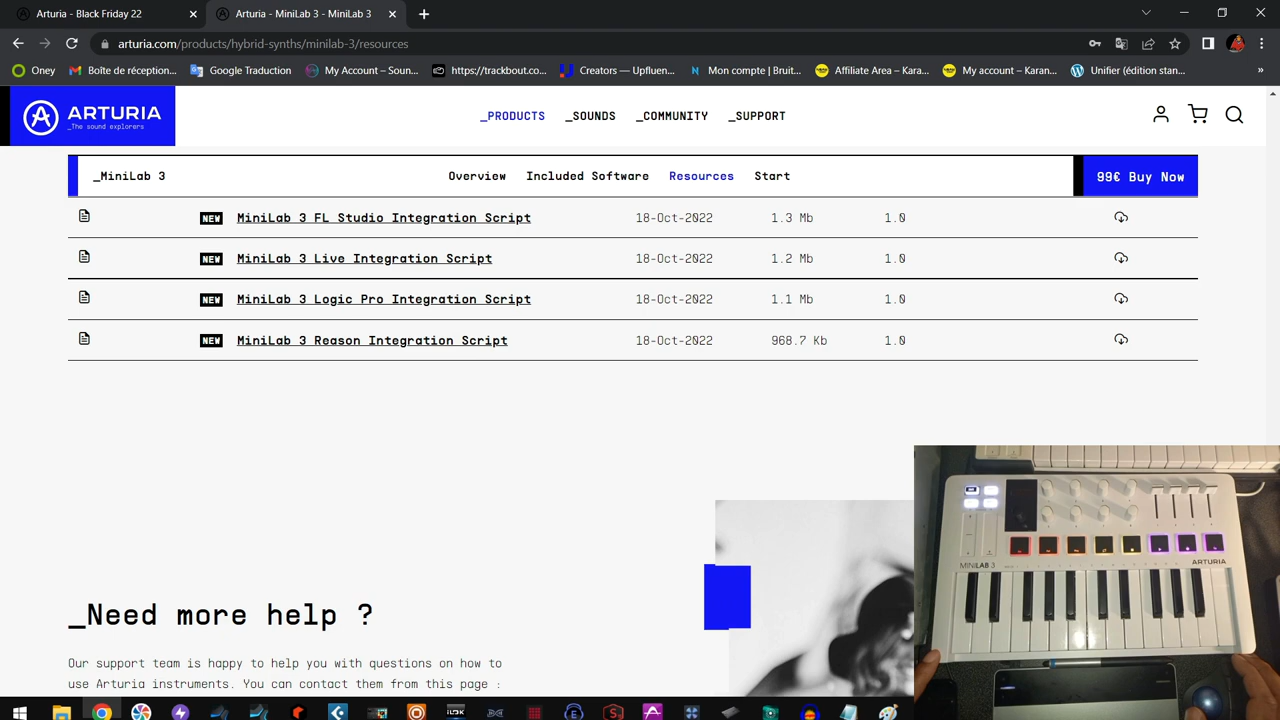 Arturia - Black Friday 22
Arturia - MiniLab 3 - MiniLab 3
arturia.com/products/hybrid-synths/minilab-3/resources
Oney
Boîte de réception...
Google Traduction
My Account – Soun...
https://trackbout.co...
Creators — Upfluen...
Mon compte | Bruit...
Affiliate Area – Kara...
My account – Karan...
Unifier (édition stan...
»
ARTURIA
_The sound explorers
_PRODUCTS
_SOUNDS
_COMMUNITY
_SUPPORT
_MiniLab 3
Overview
Included Software
Resources
Start
99€ Buy Now
NEW MiniLab 3 FL Studio Integration Script 18-Oct-2022 1.3 Mb 1.0
NEW MiniLab 3 Live Integration Script 18-Oct-2022 1.2 Mb 1.0
NEW MiniLab 3 Logic Pro Integration Script 18-Oct-2022 1.1 Mb 1.0
NEW MiniLab 3 Reason Integration Script 18-Oct-2022 968.7 Kb 1.0
_Need more help ?
Our support team is happy to help you with questions on how to
use Arturia instruments. You can contact them from this page :
MINILAB 3
ARTURIA